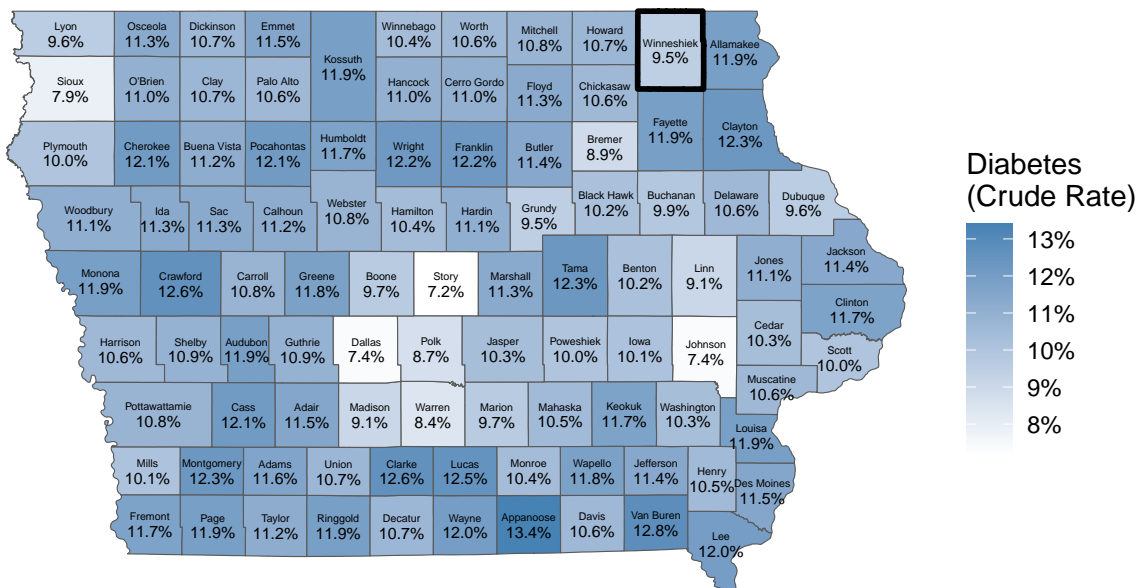 Lyon
9.6%
Osceola
11.3%
Dickinson
10.7%
Emmet
11.5%
Kossuth
11.9%
Winnebago
10.4%
Worth
10.6%
Mitchell
10.8%
Howard
10.7%
Winneshiek
9.5%
Allamakee
11.9%
Sioux
7.9%
O'Brien
11.0%
Clay
10.7%
Palo Alto
10.6%
Hancock
11.0%
Cerro Gordo
11.0%
Floyd
11.3%
Chickasaw
10.6%
Plymouth
10.0%
Cherokee
12.1%
Buena Vista
11.2%
Pocahontas
12.1%
Humboldt
11.7%
Wright
12.2%
Franklin
12.2%
Butler
11.4%
Bremer
8.9%
Fayette
11.9%
Clayton
12.3%
Woodbury
11.1%
Ida
11.3%
Sac
11.3%
Calhoun
11.2%
Webster
10.8%
Hamilton
10.4%
Hardin
11.1%
Grundy
9.5%
Black Hawk
10.2%
Buchanan
9.9%
Delaware
10.6%
Dubuque
9.6%
Monona
11.9%
Crawford
12.6%
Carroll
10.8%
Greene
11.8%
Boone
9.7%
Story
7.2%
Marshall
11.3%
Tama
12.3%
Benton
10.2%
Linn
9.1%
Jones
11.1%
Jackson
11.4%
Clinton
11.7%
Harrison
10.6%
Shelby
10.9%
Audubon
11.9%
Guthrie
10.9%
Dallas
7.4%
Polk
8.7%
Jasper
10.3%
Poweshiek
10.0%
Iowa
10.1%
Johnson
7.4%
Cedar
10.3%
Scott
10.0%
Muscatine
10.6%
Pottawattamie
10.8%
Cass
12.1%
Adair
11.5%
Madison
9.1%
Warren
8.4%
Marion
9.7%
Mahaska
10.5%
Keokuk
11.7%
Washington
10.3%
Louisa
11.9%
Mills
10.1%
Montgomery
12.3%
Adams
11.6%
Union
10.7%
Clarke
12.6%
Lucas
12.5%
Monroe
10.4%
Wapello
11.8%
Jefferson
11.4%
Henry
10.5%
Des Moines
11.5%
Fremont
11.7%
Page
11.9%
Taylor
11.2%
Ringgold
11.9%
Decatur
10.7%
Wayne
12.0%
Appanoose
13.4%
Davis
10.6%
Van Buren
12.8%
Lee
12.0%
Diabetes
(Crude Rate)
13%
12%
11%
10%
9%
8%